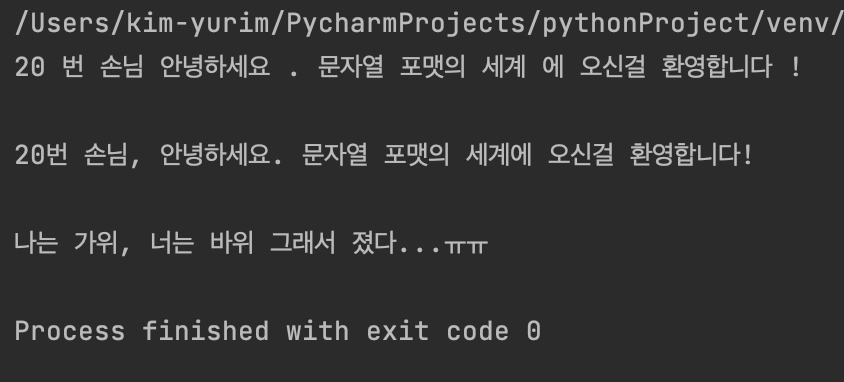 /Users/kim-yurim/PycharmProjects/pythonProject/venv/
20 번 손님 안녕하세요 . 문자열 포맷의 세계 에 오신걸 환영합니다 !
20번 손님, 안녕하세요. 문자열 포맷의 세계에 오신걸 환영합니다!
나는 가위, 너는 바위 그래서 졌다...ㅠㅠ
Process finished with exit code 0